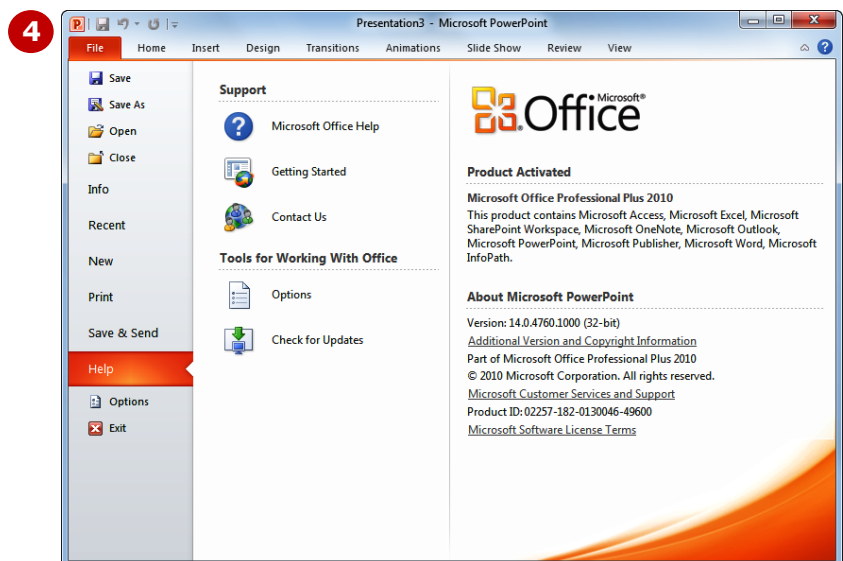 4
Presentation3 - Microsoft PowerPoint
File Home Insert Design Transitions Animations Slide Show Review View
Save
Save As
Open
Close
Info
Recent
New
Print
Save & Send
Help
Options
Exit
Support
Microsoft Office Help
Getting Started
Contact Us
Tools for Working With Office
Options
Check for Updates
Microsoft®
Office
Product Activated
Microsoft Office Professional Plus 2010
This product contains Microsoft Access, Microsoft Excel, Microsoft
SharePoint Workspace, Microsoft OneNote, Microsoft Outlook,
Microsoft PowerPoint, Microsoft Publisher, Microsoft Word, Microsoft
InfoPath.
About Microsoft PowerPoint
Version: 14.0.4760.1000 (32-bit)
Additional Version and Copyright Information
Part of Microsoft Office Professional Plus 2010
© 2010 Microsoft Corporation. All rights reserved.
Microsoft Customer Services and Support
Product ID: 02257-182-0130046-49600
Microsoft Software License Terms